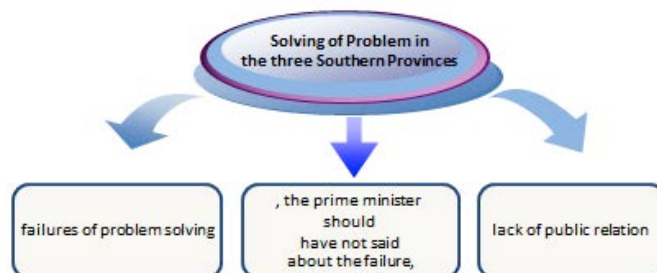 Solving of Problem in
the three Southern Provinces
failures of problem solving
, the prime minister
should
have not said
about the failure,
lack of public relation